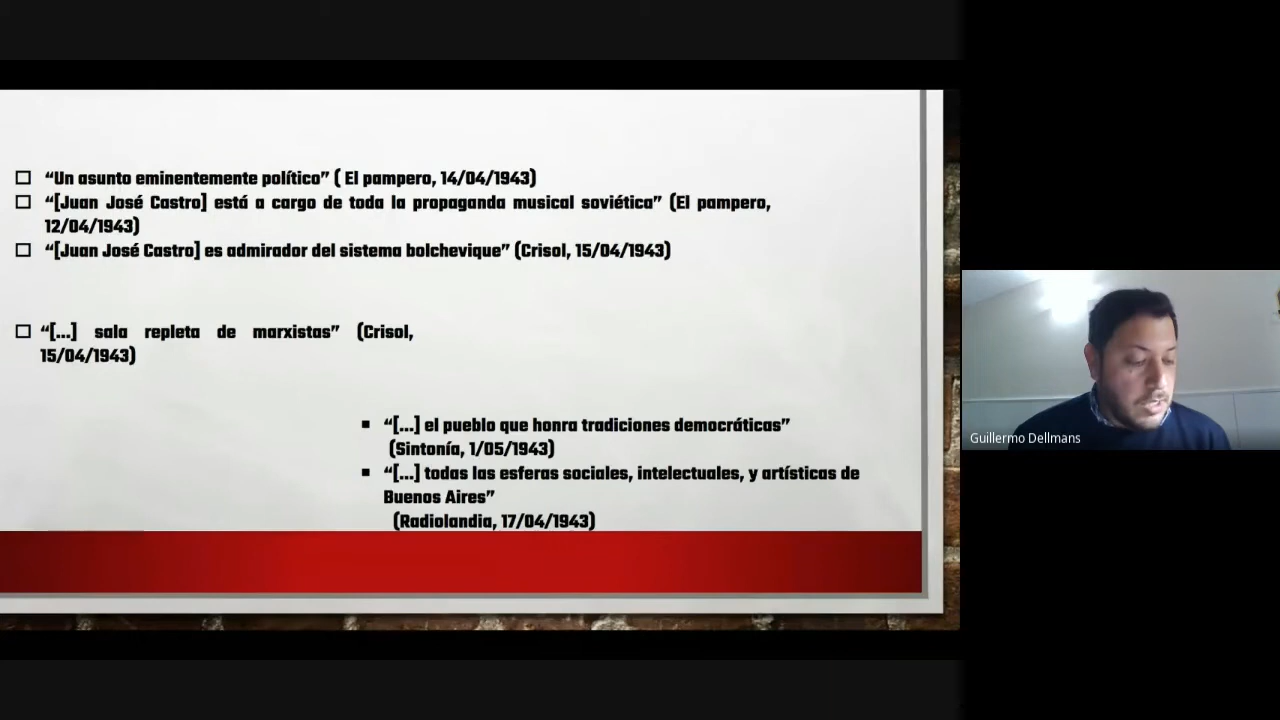 “Un asunto eminentemente político” ( El pampero, 14/04/1943)
“[Juan José Castro] está a cargo de toda la propaganda musical soviética” (El pampero,
12/04/1943)
“[Juan José Castro] es admirador del sistema bolchevique” (Crisol, 15/04/1943)
“[...] sala repleta de marxistas” (Crisol,
15/04/1943)
“[...] el pueblo que honra tradiciones democráticas”
(Sintonía, 1/05/1943)
“[...] todas las esferas sociales, intelectuales, y artísticas de
Buenos Aires”
(Radiolandia, 17/04/1943)
Guillermo Dellmans